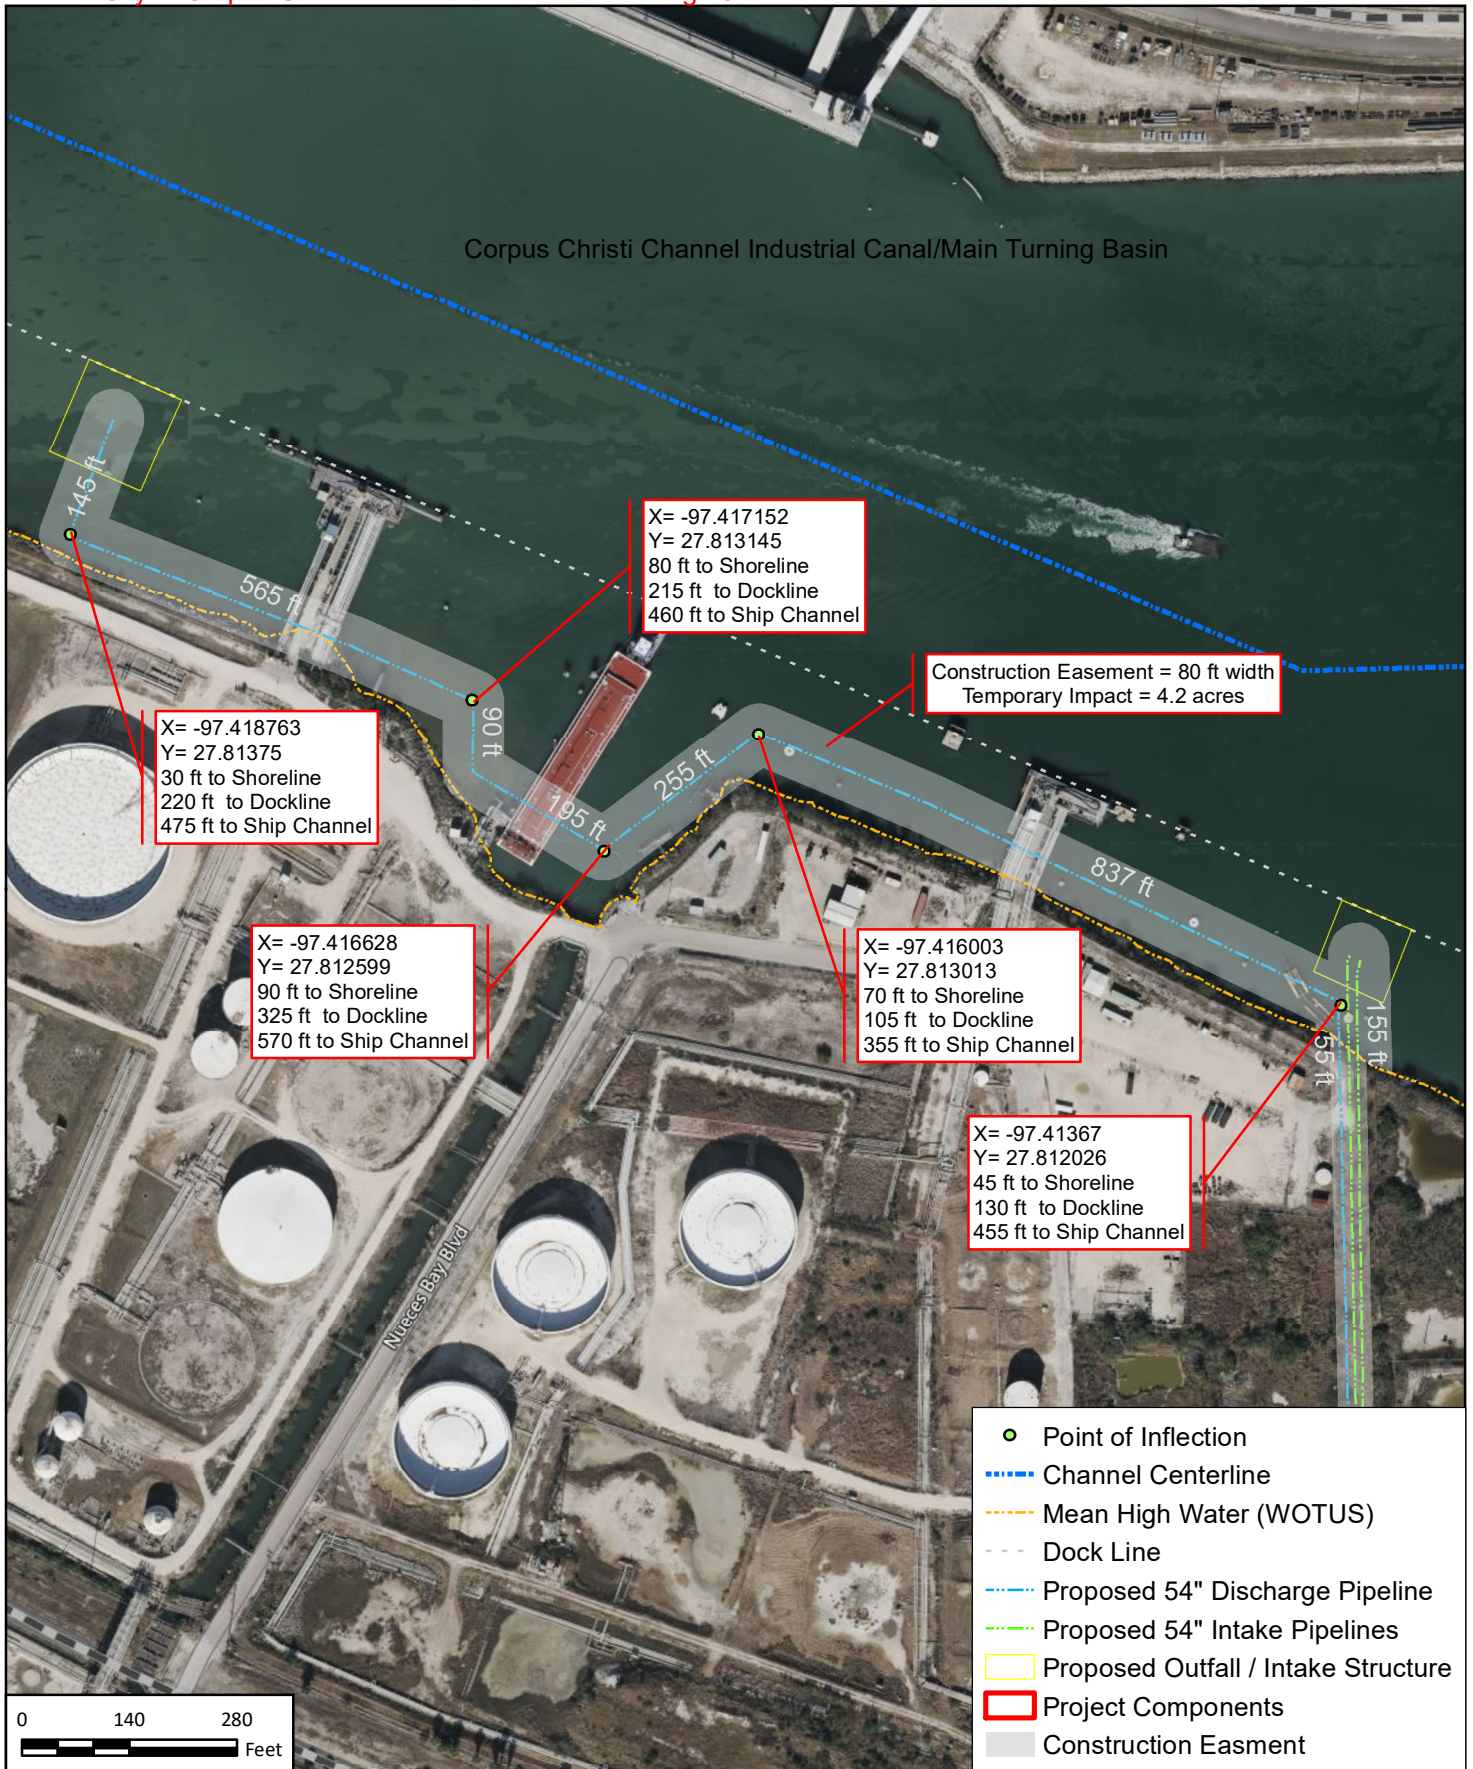 Corpus Christi Channel Industrial Canal/Main Turning Basin
145 ft
565 ft
X= -97.417152
Y= 27.813145
80 ft to Shoreline
215 ft  to Dockline
460 ft to Ship Channel
Construction Easement = 80 ft width
Temporary Impact = 4.2 acres
90 ft
X= -97.418763
Y= 27.81375
30 ft to Shoreline
220 ft  to Dockline
475 ft to Ship Channel
195 ft
255 ft
837 ft
X= -97.416628
Y= 27.812599
90 ft to Shoreline
325 ft  to Dockline
570 ft to Ship Channel
X= -97.416003
Y= 27.813013
70 ft to Shoreline
105 ft  to Dockline
355 ft to Ship Channel
155 ft
55 ft
X= -97.41367
Y= 27.812026
45 ft to Shoreline
130 ft  to Dockline
455 ft to Ship Channel
Nueces Bay Blvd
Point of Inflection
Channel Centerline
Mean High Water (WOTUS)
Dock Line
Proposed 54" Discharge Pipeline
Proposed 54" Intake Pipelines
Proposed Outfall / Intake Structure
Project Components
Construction Easment
0 140 280
Feet